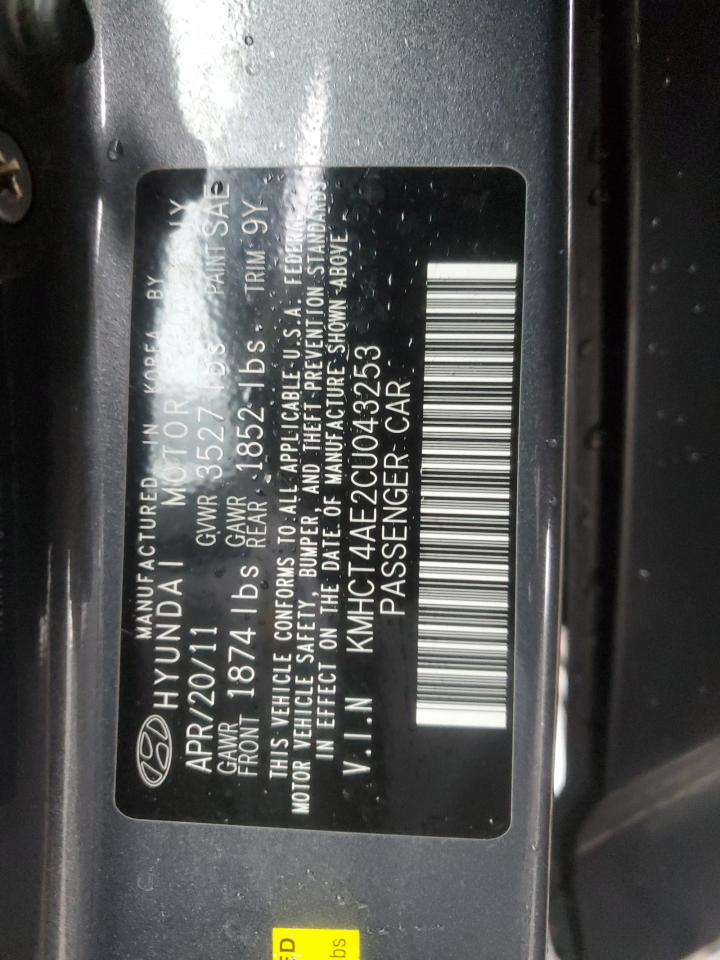 MANUFACTURED IN KOREA BY
HYUNDAI MOTOR
APR/20/11 GVWR 3527 lbs PAINT SAE
GAWR FRONT 1874 lbs GAWR REAR 1852 lbs. TRIM 9Y
THIS VEHICLE CONFORMS TO ALL APPLICABLE U.S.A. FEDERAL
MOTOR VEHICLE SAFETY, BUMPER, AND THEFT PREVENTION STANDARDS
IN EFFECT ON THE DATE OF MANUFACTURE SHOWN ABOVE
V.I.N KMHCT4AE2CU043253
PASSENGER CAR
lbs